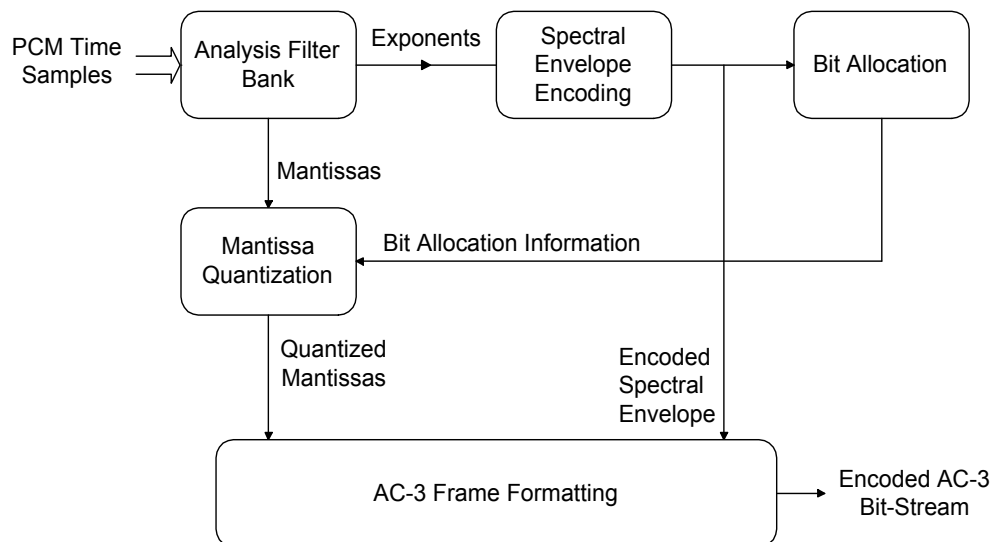 PCM Time
Samples
Analysis Filter
Bank
Exponents
Spectral
Envelope
Encoding
Bit Allocation
Mantissas
Mantissa
Quantization
Bit Allocation Information
Quantized
Mantissas
Encoded
Spectral
Envelope
AC-3 Frame Formatting
Encoded AC-3
Bit-Stream